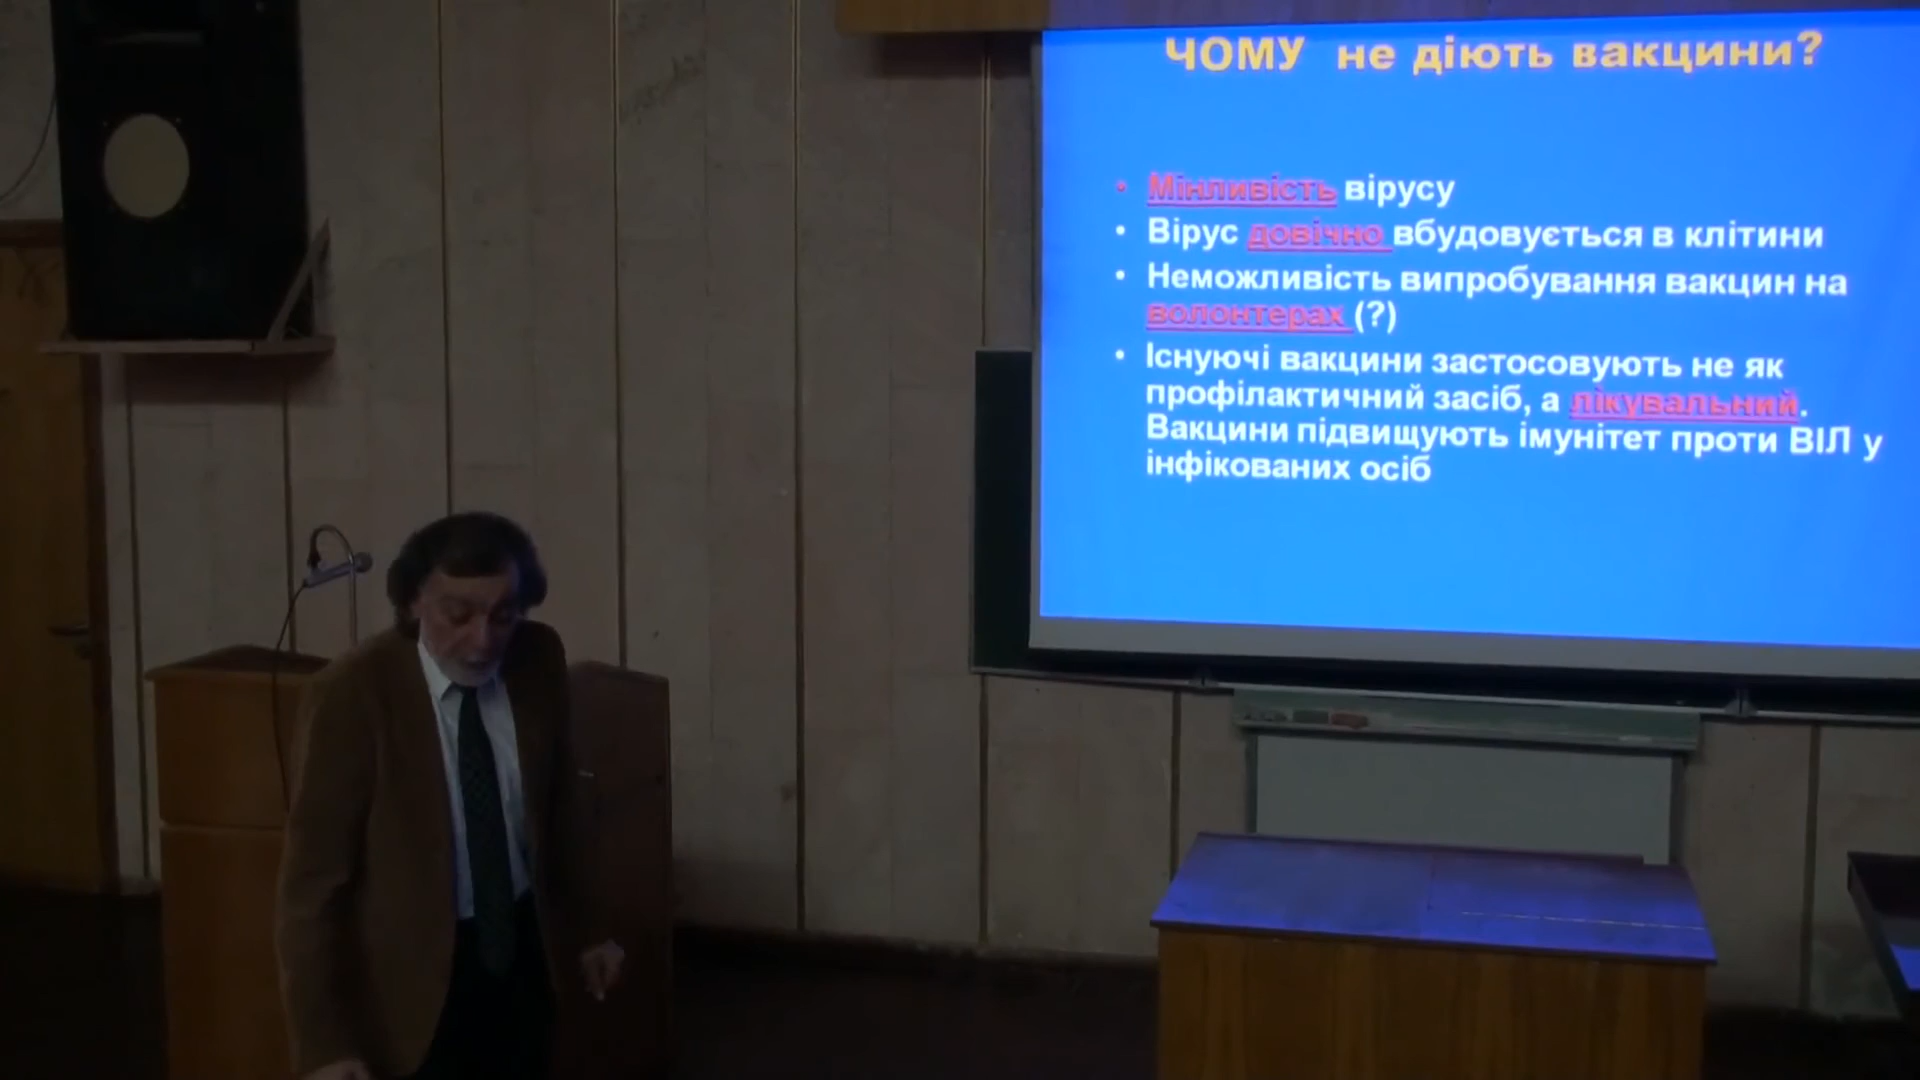 ЧОМУ не діють вакцини?
• Мінливість вірусу
• Вірус довічно вбудовується в клітини
• Неможливість випробування вакцин на
волонтерах (?)
• Існуючі вакцини застосовують не як
профілактичний засіб, а лікувальний.
Вакцини підвищують імунітет проти ВІЛ у
інфікованих осіб